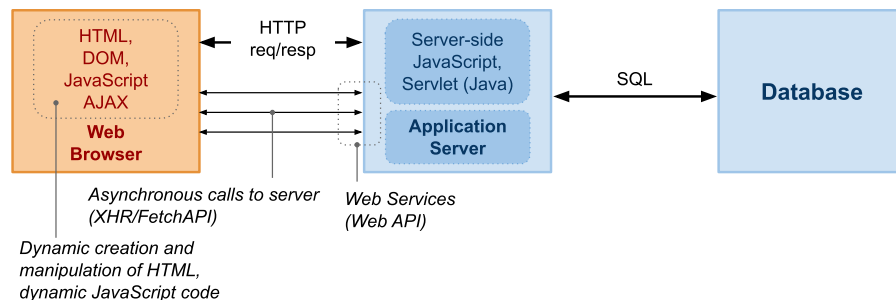 HTML,
DOM,
JavaScript
AJAX
Web
Browser
HTTP
req/resp
Server-side
JavaScript,
Servlet (Java)
Application
Server
SQL
Database
Asynchronous calls to server
(XHR/FetchAPI)
Web Services
(Web API)
Dynamic creation and
manipulation of HTML,
dynamic JavaScript code